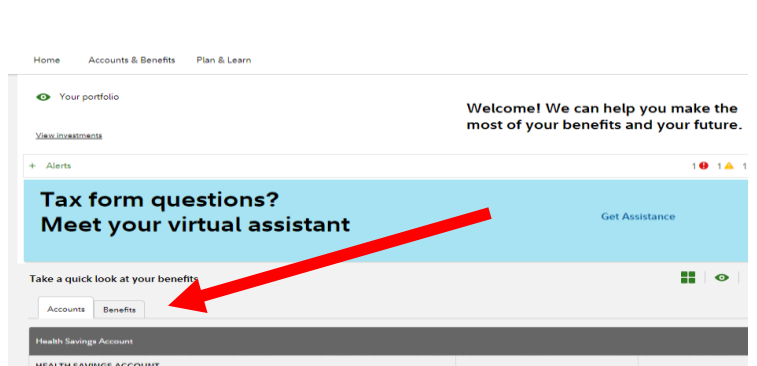 Home Accounts & Benefits Plan & Learn
Your portfolio
Welcome! We can help you make the
most of your benefits and your future.
View investments
+ Alerts 1 1 1
Tax form questions?
Meet your virtual assistant
Get Assistance
Take a quick look at your benefits
Accounts Benefits
Health Savings Account
HEALTH SAVINGS ACCOUNT